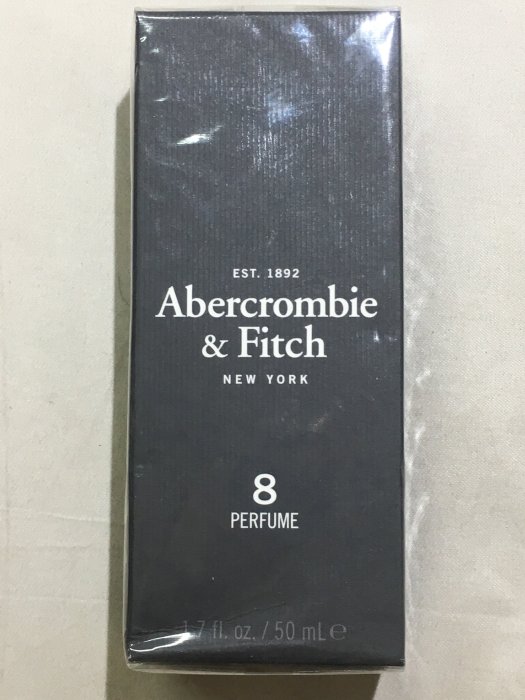 EST. 1892
Abercrombie
& Fitch
NEW YORK
8
PERFUME
1.7 fl. oz. / 50 mL e